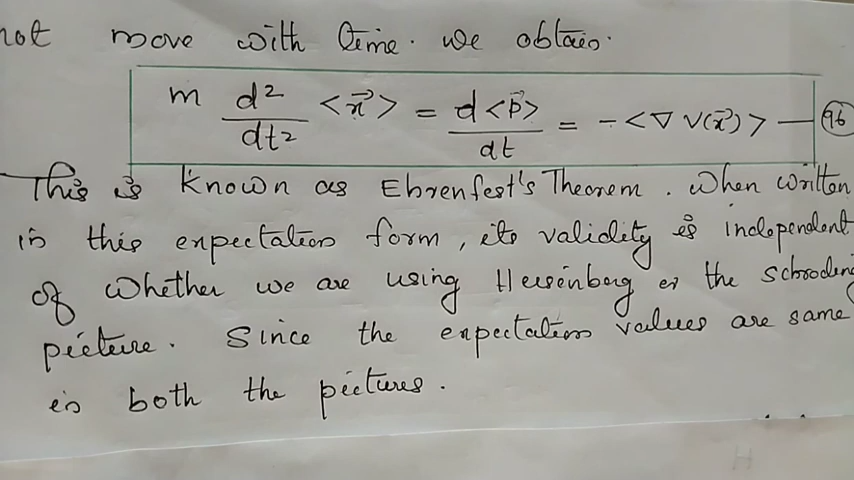 not move with time. we obtain.
m d²/dt² <x⃗> = d<p⃗>/dt = - <∇ V(x⃗)> — 96
This is known as Ehrenfest's Theorem. When written
in this expectation form, its validity is independent
of whether we are using Heisenberg or the Schroding
picture. Since the expectation values are same
in both the pictures.